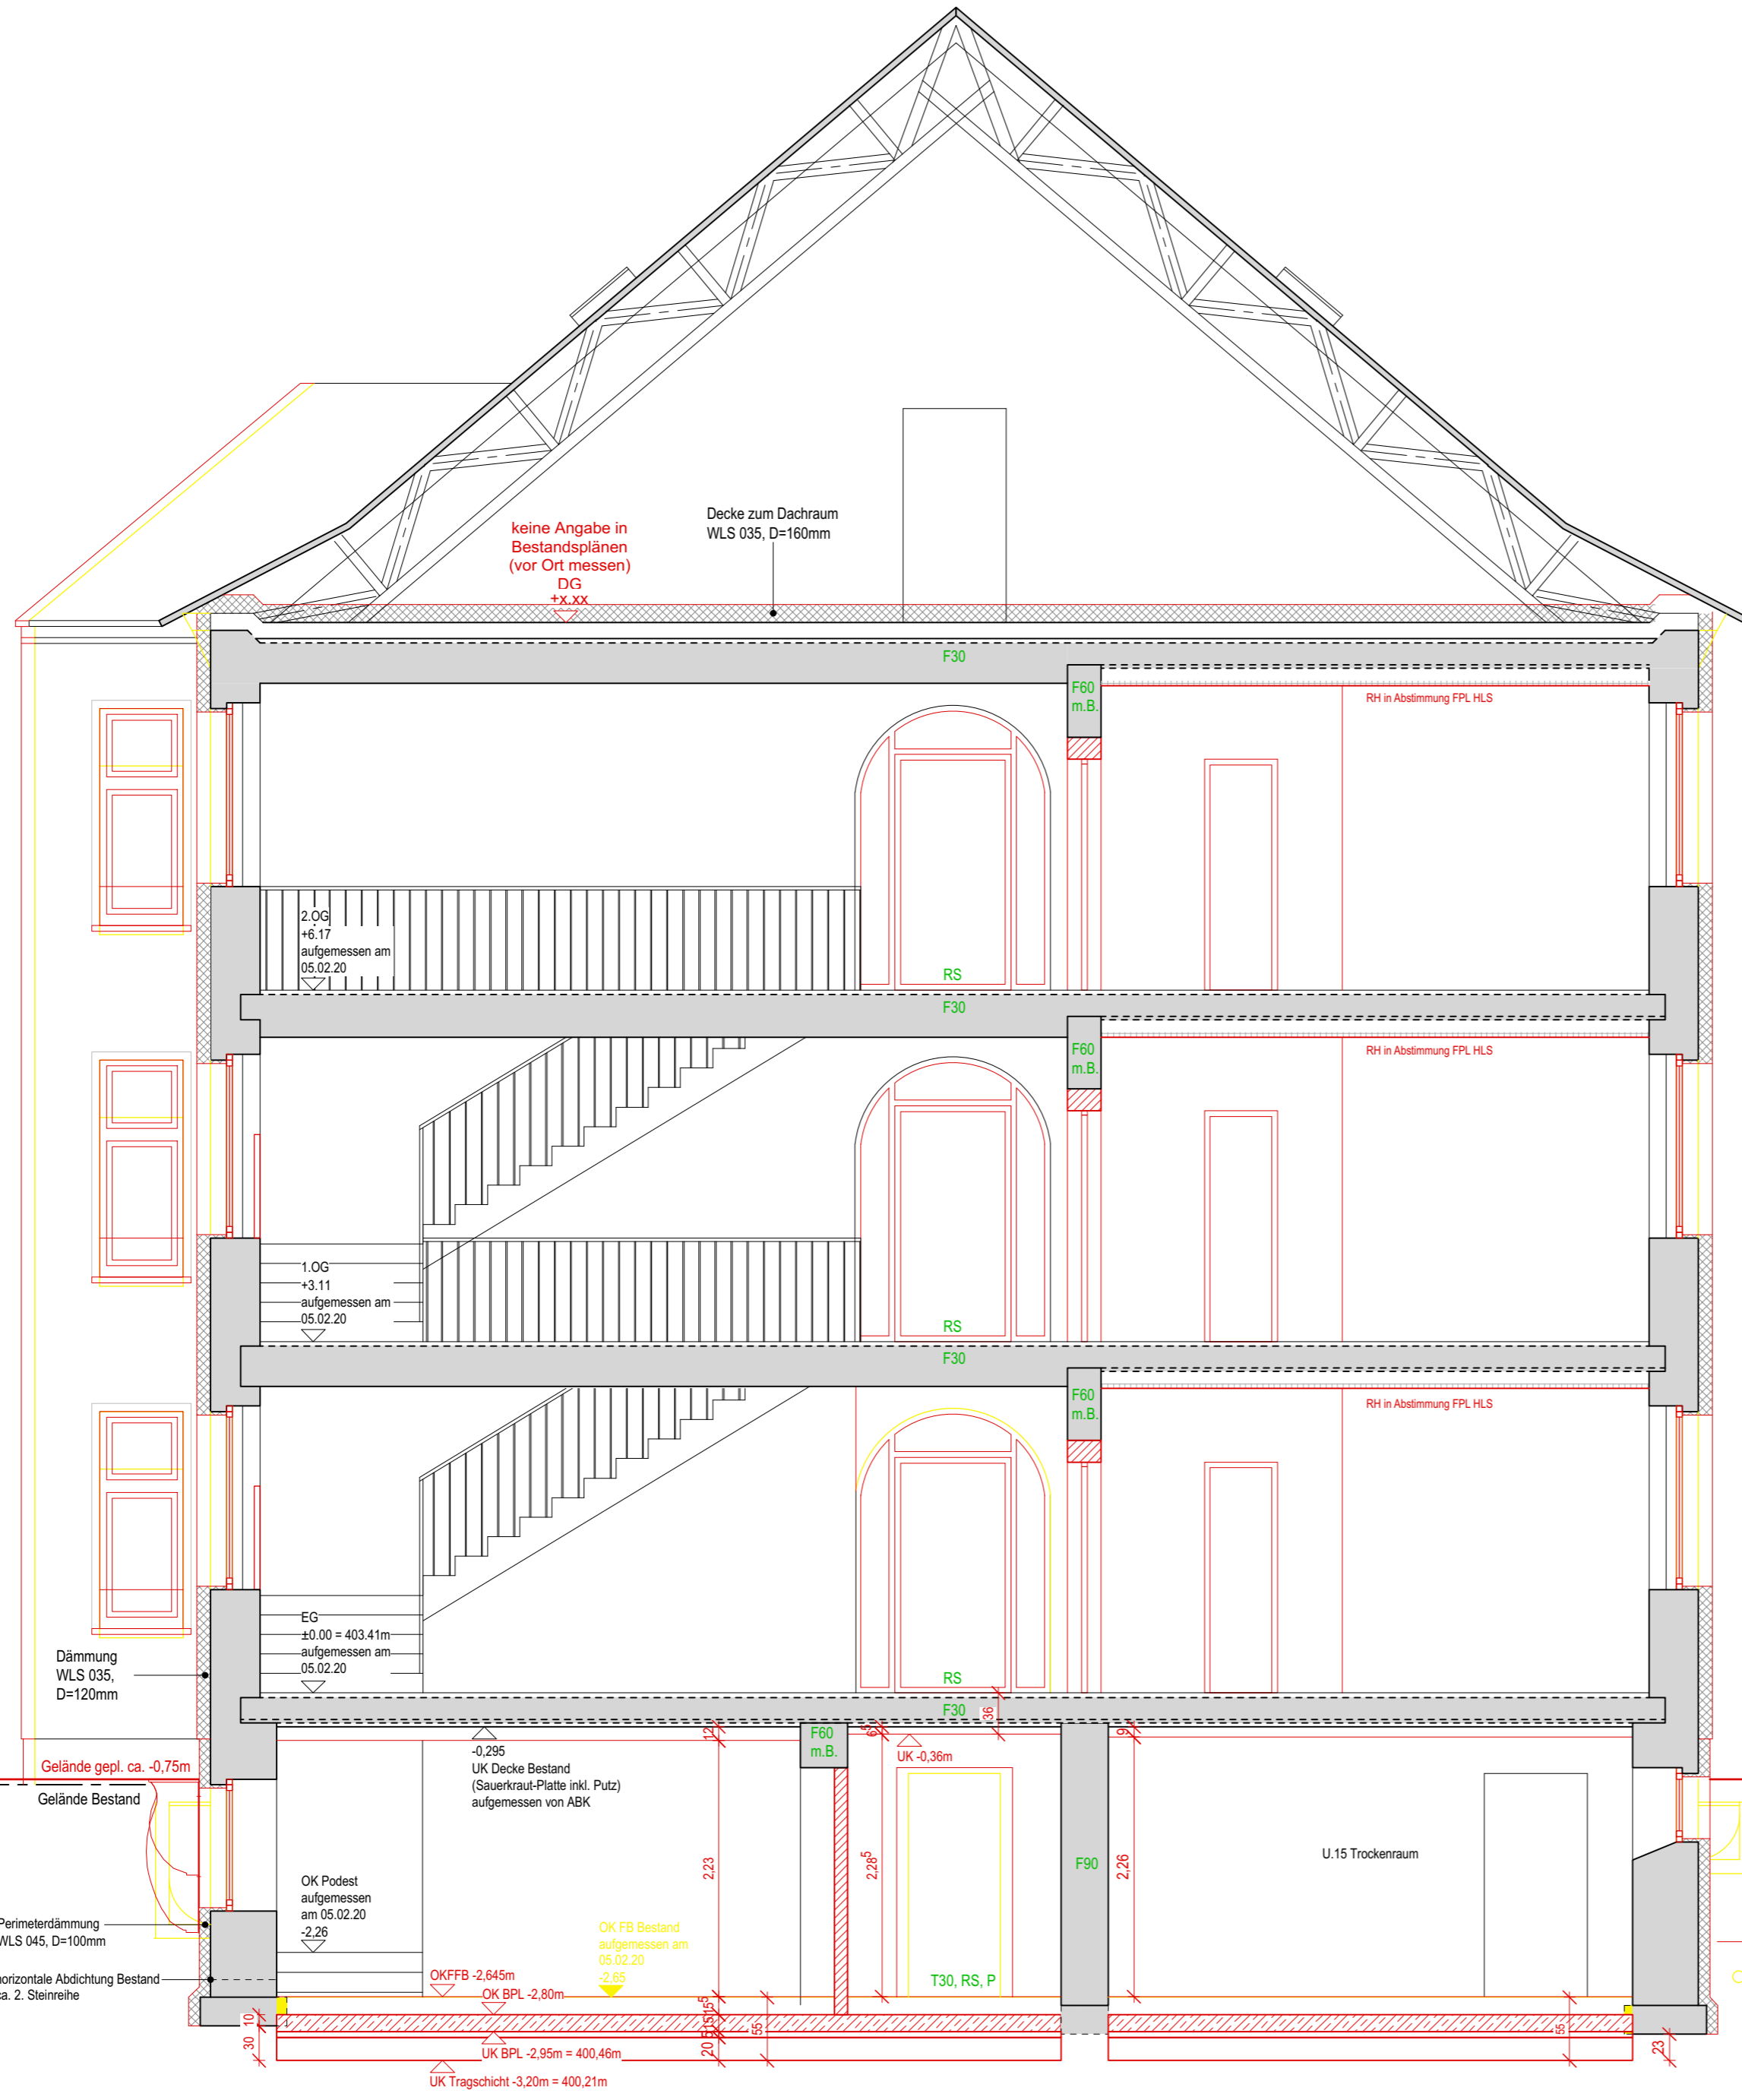 Decke zum Dachraum
WLS 035, D=160mm
keine Angabe in
Bestandsplänen
(vor Ort messen)
DG
+x.xx
F30
F60
m.B.
RH in Abstimmung FPL HLS
2.OG
+6.17
aufgemessen am
05.02.20
RS
F30
F60
m.B.
RH in Abstimmung FPL HLS
1.OG
+3.11
aufgemessen am
05.02.20
RS
F30
F60
m.B.
RH in Abstimmung FPL HLS
EG
±0.00 = 403.41m
aufgemessen am
05.02.20
Dämmung
WLS 035,
D=120mm
RS
F30
36
12
F60
m.B.
6⁵
9
UK -0,36m
-0,295
UK Decke Bestand
(Sauerkraut-Platte inkl. Putz)
aufgemessen von ABK
Gelände gepl. ca. -0,75m
Gelände Bestand
2,23
2,28⁵
F90
2,26
U.15 Trockenraum
OK Podest
aufgemessen
am 05.02.20
-2,26
Perimeterdämmung
WLS 045, D=100mm
OK FB Bestand
aufgemessen am
05.02.20
-2,65
horizontale Abdichtung Bestand
ca. 2. Steinreihe
OKFFB -2,645m
OK BPL -2,80m
T30, RS, P
10
30
15⁵
15
5
20
55
55
23
UK BPL -2,95m = 400,46m
UK Tragschicht -3,20m = 400,21m